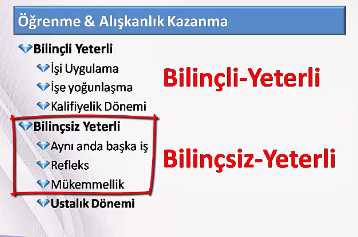 Öğrenme & Alışkanlık Kazanma
Bilinçli Yeterli
İşi Uygulama
İşe yoğunlaşma
Kalifiyelik Dönemi
Bilinçli-Yeterli
Bilinçsiz Yeterli
Aynı anda başka iş
Refleks
Mükemmellik
Ustalık Dönemi
Bilinçsiz-Yeterli